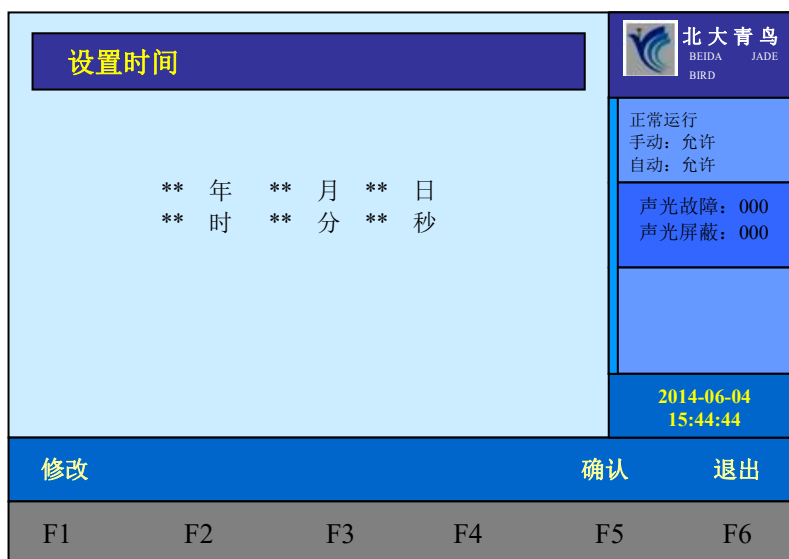 设置时间
** 年 ** 月 ** 日
** 时 ** 分 ** 秒
北大青鸟
BEIDA JADE
BIRD
正常运行
手动：允许
自动：允许
声光故障：000
声光屏蔽：000
2014-06-04
15:44:44
修改 确认 退出
F1 F2 F3 F4 F5 F6